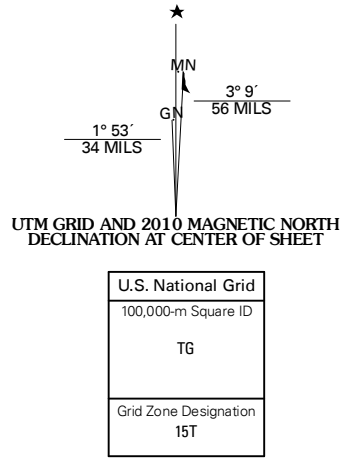 MN
3° 9´
56 MILS
GN
1° 53´
34 MILS
UTM GRID AND 2010 MAGNETIC NORTH
DECLINATION AT CENTER OF SHEET
U.S. National Grid
100,000-m Square ID
TG
Grid Zone Designation
15T